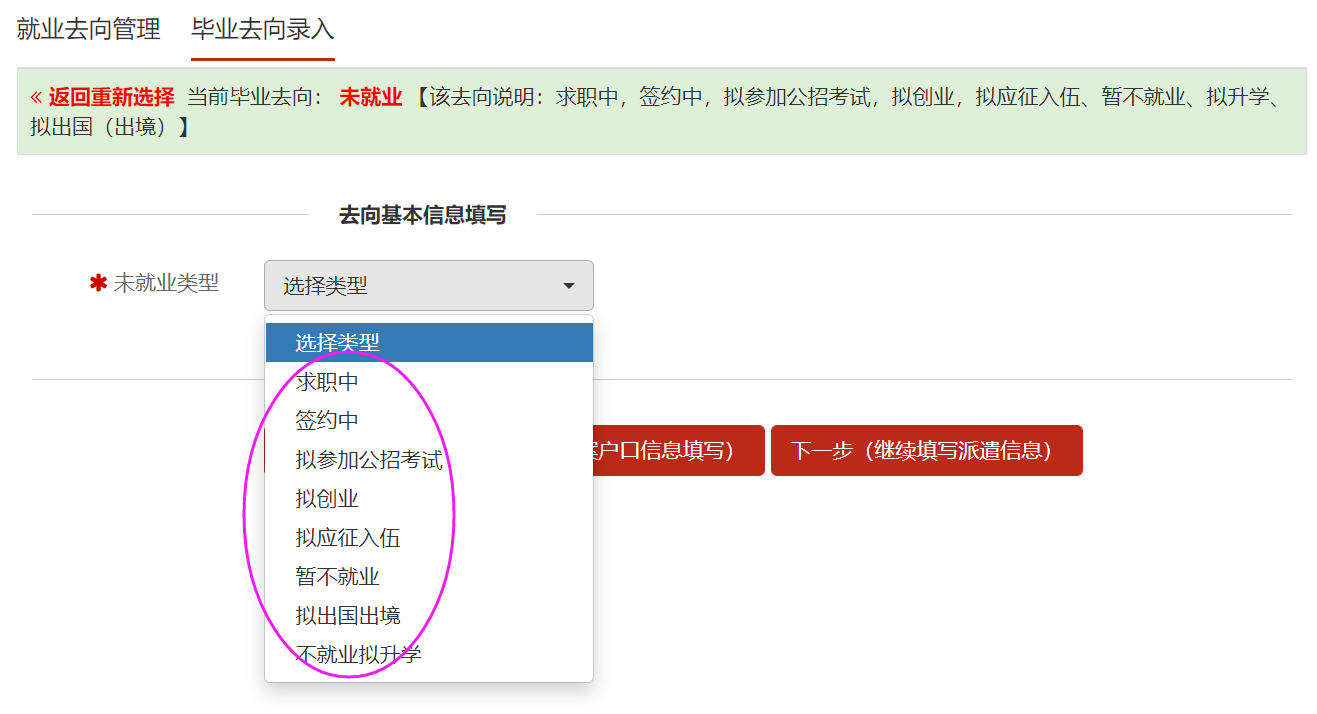 就业去向管理 毕业去向录入
« 返回重新选择 当前毕业去向： 未就业 【该去向说明：求职中，签约中，拟参加公招考试，拟创业，拟应征入伍、暂不就业、拟升学、
拟出国（出境）】
去向基本信息填写
✱ 未就业类型 选择类型
选择类型
求职中
签约中
户口信息填写） 下一步（继续填写派遣信息）
拟参加公招考试
拟创业
拟应征入伍
暂不就业
拟出国出境
不就业拟升学